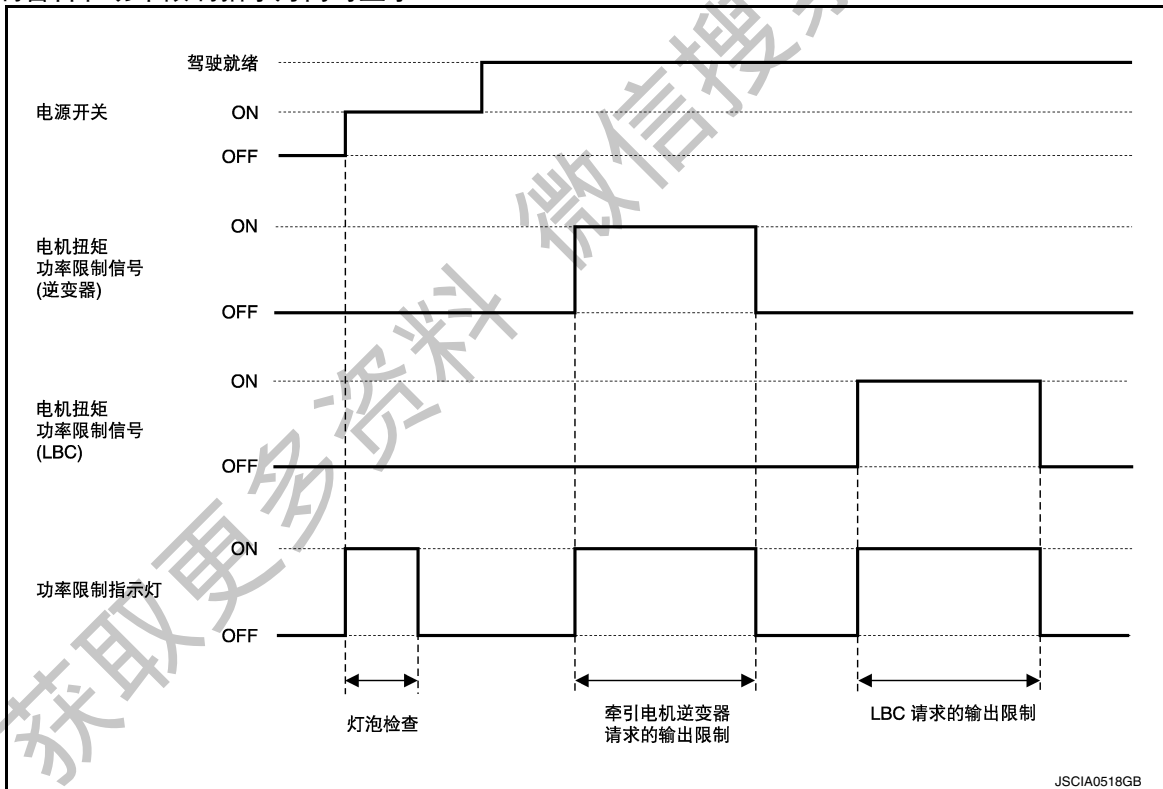 驾驶就绪
电源开关
ON
OFF
ON
电机扭矩
功率限制信号
(逆变器)
OFF
ON
电机扭矩
功率限制信号
(LBC)
OFF
ON
功率限制指示灯
OFF
灯泡检查
牵引电机逆变器
请求的输出限制
LBC 请求的输出限制
JSCIA0518GB
获取更多资料 微信搜